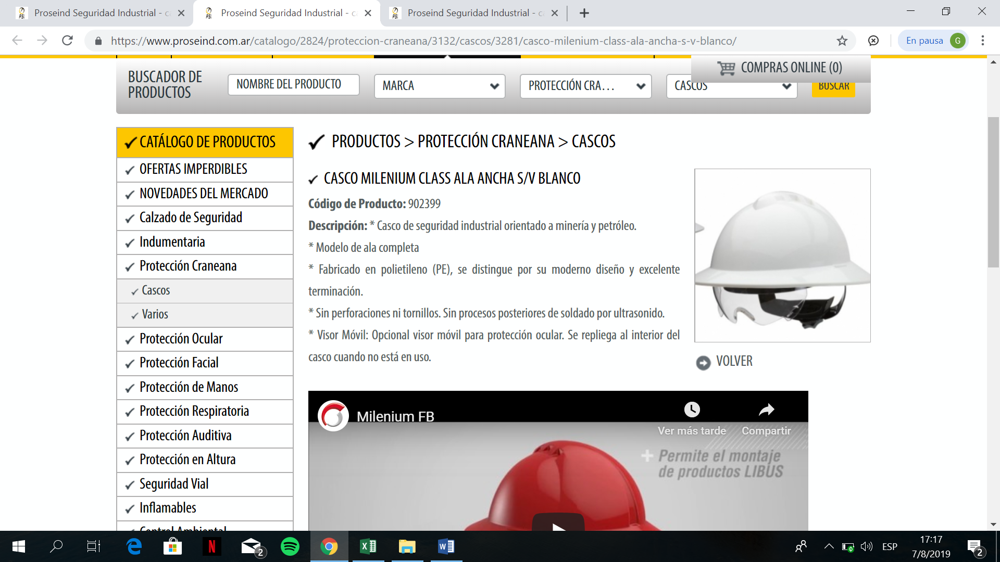 Proseind Seguridad Industrial - ca
Proseind Seguridad Industrial - ca
Proseind Seguridad Industrial - ca
https://www.proseind.com.ar/catalogo/2824/proteccion-craneana/3132/cascos/3281/casco-milenium-class-ala-ancha-s-v-blanco/
En pausa
G
COMPRAS ONLINE (0)
BUSCADOR DE
PRODUCTOS
NOMBRE DEL PRODUCTO
MARCA
PROTECCIÓN CRA...
CASCOS
BUSCAR
CATÁLOGO DE PRODUCTOS
OFERTAS IMPERDIBLES
NOVEDADES DEL MERCADO
Calzado de Seguridad
Indumentaria
Protección Craneana
Cascos
Varios
Protección Ocular
Protección Facial
Protección de Manos
Protección Respiratoria
Protección Auditiva
Protección en Altura
Seguridad Vial
Inflamables
Control Ambiental
PRODUCTOS > PROTECCIÓN CRANEANA > CASCOS
CASCO MILENIUM CLASS ALA ANCHA S/V BLANCO
Código de Producto: 902399
Descripción: * Casco de seguridad industrial orientado a minería y petróleo.
* Modelo de ala completa
* Fabricado en polietileno (PE), se distingue por su moderno diseño y excelente
terminación.
* Sin perforaciones ni tornillos. Sin procesos posteriores de soldado por ultrasonido.
* Visor Móvil: Opcional visor móvil para protección ocular. Se repliega al interior del
casco cuando no está en uso.
VOLVER
Milenium FB
Ver más tarde
Compartir
+ Permite el montaje
de productos LIBUS
2
ESP
17:17
7/8/2019
2